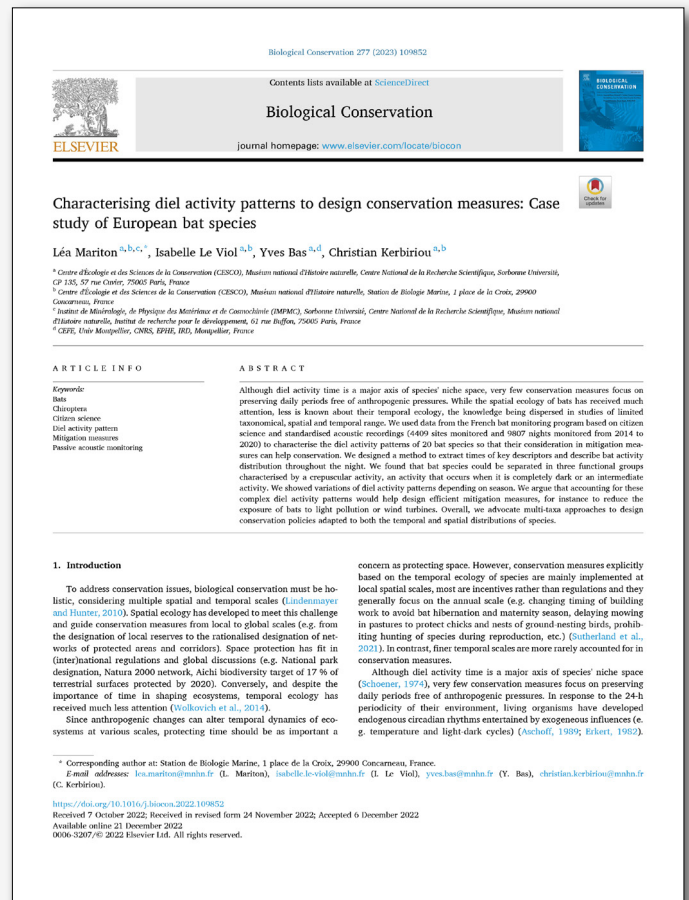 Biological Conservation 277 (2023) 109852
Contents lists available at ScienceDirect
Biological Conservation
journal homepage: www.elsevier.com/locate/biocon
ELSEVIER
BIOLOGICAL
CONSERVATION
Check for
updates
Characterising diel activity patterns to design conservation measures: Case
study of European bat species
Léa Mariton a,b,c,*, Isabelle Le Viol a,b, Yves Bas a,d, Christian Kerbiriou a,b
a Centre d'Écologie et des Sciences de la Conservation (CESCO), Muséum national d'Histoire naturelle, Centre National de la Recherche Scientifique, Sorbonne Université,
CP 135, 57 rue Cuvier, 75005 Paris, France
b Centre d'Écologie et des Sciences de la Conservation (CESCO), Muséum national d'Histoire naturelle, Station de Biologie Marine, 1 place de la Croix, 29900
Concarneau, France
c Institut de Minéralogie, de Physique des Matériaux et de Cosmochimie (IMPMC), Sorbonne Université, Centre National de la Recherche Scientifique, Muséum national
d'Histoire naturelle, Institut de recherche pour le développement, 61 rue Buffon, 75005 Paris, France
d CEFE, Univ Montpellier, CNRS, EPHE, IRD, Montpellier, France
ARTICLE INFO
Keywords:
Bats
Chiroptera
Citizen science
Diel activity pattern
Mitigation measures
Passive acoustic monitoring
ABSTRACT
Although diel activity time is a major axis of species' niche space, very few conservation measures focus on
preserving daily periods free of anthropogenic pressures. While the spatial ecology of bats has received much
attention, less is known about their temporal ecology, the knowledge being dispersed in studies of limited
taxonomical, spatial and temporal range. We used data from the French bat monitoring program based on citizen
science and standardised acoustic recordings (4409 sites monitored and 9807 nights monitored from 2014 to
2020) to characterise the diel activity patterns of 20 bat species so that their consideration in mitigation mea-
sures can help conservation. We designed a method to extract times of key descriptors and describe bat activity
distribution throughout the night. We found that bat species could be separated in three functional groups
characterised by a crepuscular activity, an activity that occurs when it is completely dark or an intermediate
activity. We showed variations of diel activity patterns depending on season. We argue that accounting for these
complex diel activity patterns would help design efficient mitigation measures, for instance to reduce the
exposure of bats to light pollution or wind turbines. Overall, we advocate multi-taxa approaches to design
conservation policies adapted to both the temporal and spatial distributions of species.
1. Introduction
To address conservation issues, biological conservation must be ho-
listic, considering multiple spatial and temporal scales (Lindenmayer
and Hunter, 2010). Spatial ecology has developed to meet this challenge
and guide conservation measures from local to global scales (e.g. from
the designation of local reserves to the rationalised designation of net-
works of protected areas and corridors). Space protection has fit in
(inter)national regulations and global discussions (e.g. National park
designation, Natura 2000 network, Aichi biodiversity target of 17 % of
terrestrial surfaces protected by 2020). Conversely, and despite the
importance of time in shaping ecosystems, temporal ecology has
received much less attention (Wolkovich et al., 2014).
Since anthropogenic changes can alter temporal dynamics of eco-
systems at various scales, protecting time should be as important a
concern as protecting space. However, conservation measures explicitly
based on the temporal ecology of species are mainly implemented at
local spatial scales, most are incentives rather than regulations and they
generally focus on the annual scale (e.g. changing timing of building
work to avoid bat hibernation and maternity season, delaying mowing
in pastures to protect chicks and nests of ground-nesting birds, prohib-
iting hunting of species during reproduction, etc.) (Sutherland et al.,
2021). In contrast, finer temporal scales are more rarely accounted for in
conservation measures.
Although diel activity time is a major axis of species' niche space
(Schoener, 1974), very few conservation measures focus on preserving
daily periods free of anthropogenic pressures. In response to the 24-h
periodicity of their environment, living organisms have developed
endogenous circadian rhythms entertained by exogeneous influences (e.
g. temperature and light-dark cycles) (Aschoff, 1989; Erkert, 1982).
* Corresponding author at: Station de Biologie Marine, 1 place de la Croix, 29900 Concarneau, France.
E-mail addresses: lea.mariton@mnhn.fr (L. Mariton), isabelle.le-viol@mnhn.fr (I. Le Viol), yves.bas@mnhn.fr (Y. Bas), christian.kerbiriou@mnhn.fr
(C. Kerbiriou).
https://doi.org/10.1016/j.biocon.2022.109852
Received 7 October 2022; Received in revised form 24 November 2022; Accepted 6 December 2022
Available online 21 December 2022
0006-3207/© 2022 Elsevier Ltd. All rights reserved.